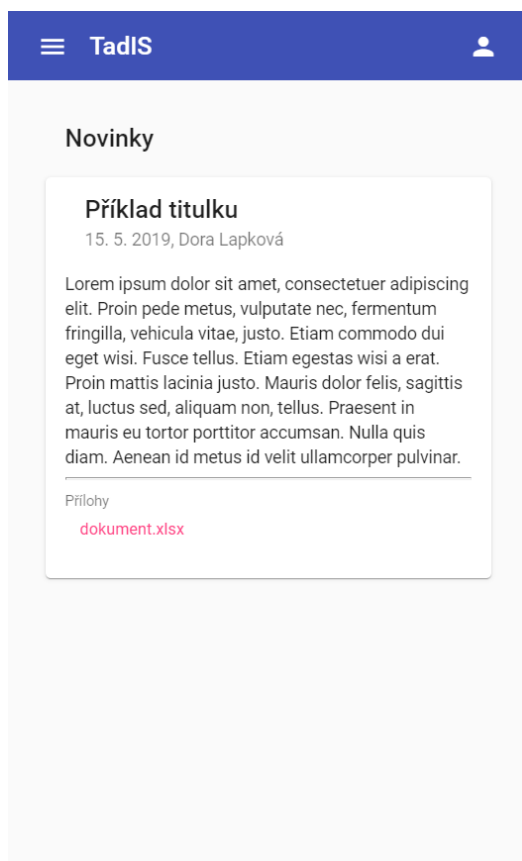 TadIS
Novinky
Příklad titulku
15. 5. 2019, Dora Lapková
Lorem ipsum dolor sit amet, consectetuer adipiscing
elit. Proin pede metus, vulputate nec, fermentum
fringilla, vehicula vitae, justo. Etiam commodo dui
eget wisi. Fusce tellus. Etiam egestas wisi a erat.
Proin mattis lacinia justo. Mauris dolor felis, sagittis
at, luctus sed, aliquam non, tellus. Praesent in
mauris eu tortor porttitor accumsan. Nulla quis
diam. Aenean id metus id velit ullamcorper pulvinar.
Přílohy
dokument.xlsx